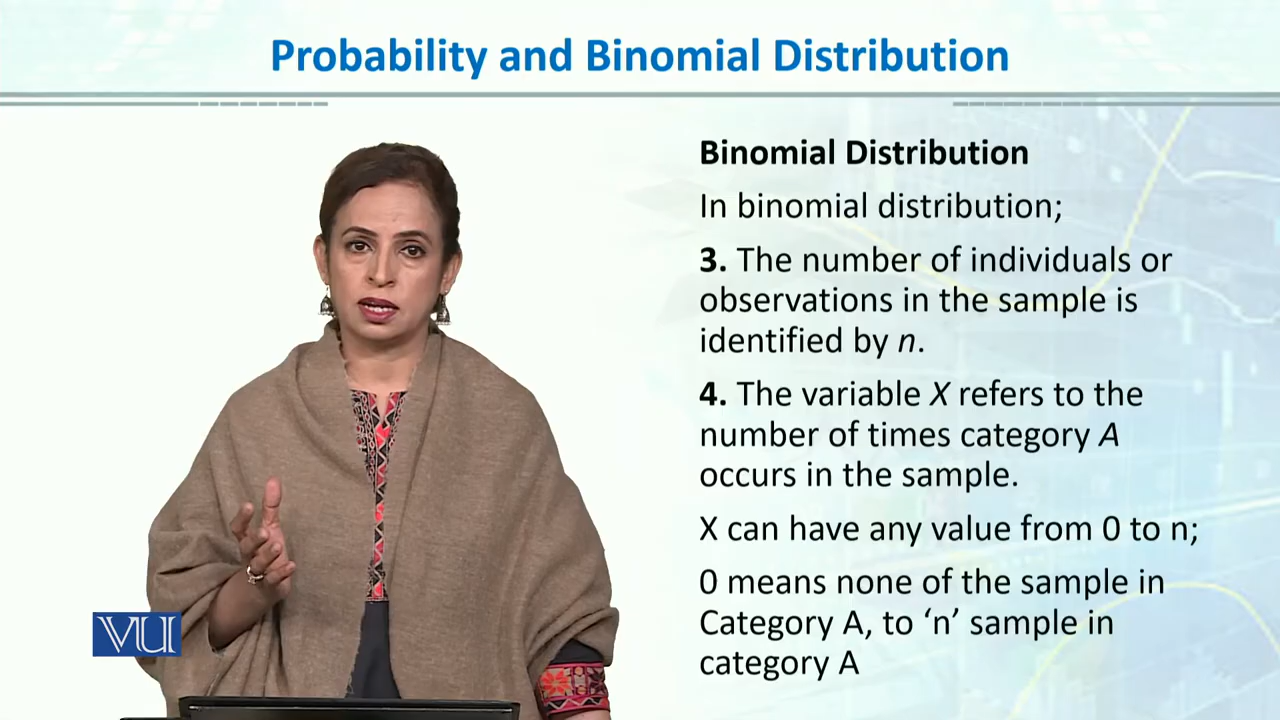 Probability and Binomial Distribution
Binomial Distribution
In binomial distribution;
3. The number of individuals or
observations in the sample is
identified by n.
4. The variable X refers to the
number of times category A
occurs in the sample.
X can have any value from 0 to n;
0 means none of the sample in
Category A, to ‘n’ sample in
category A
VU